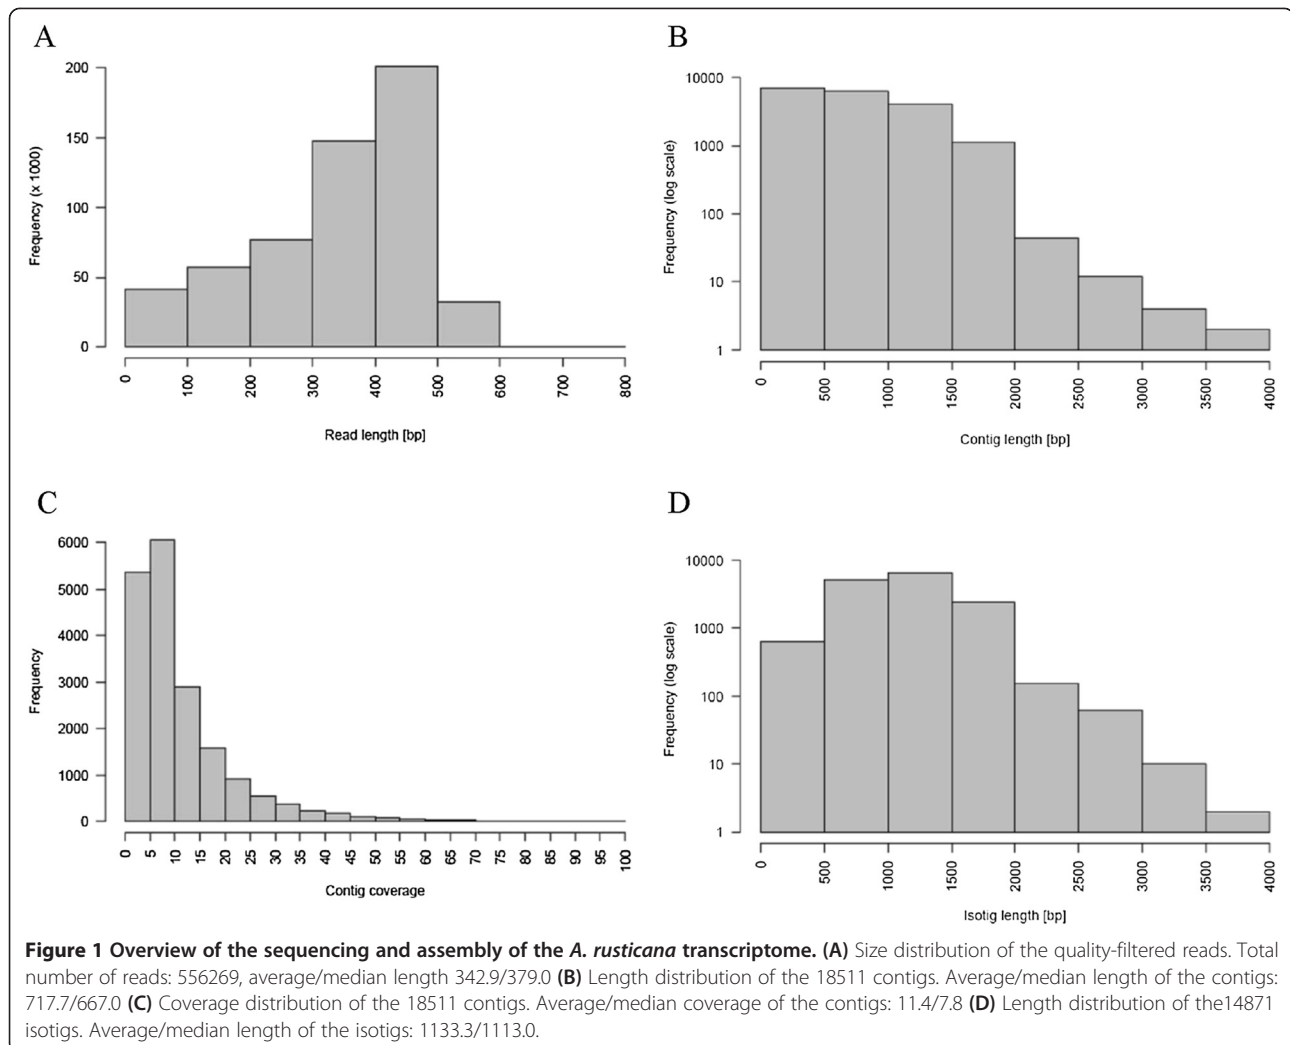 A
Frequency (x 1000)
200
150
100
50
0
0 100 200 300 400 500 600 700 800
Read length [bp]
B
Frequency (log scale)
10000
1000
100
10
1
0 500 1000 1500 2000 2500 3000 3500 4000
Contig length [bp]
C
Frequency
6000
5000
4000
3000
2000
1000
0
0 5 10 15 20 25 30 35 40 45 50 55 60 65 70 75 80 85 90 95 100
Contig coverage
D
Frequency (log scale)
10000
1000
100
10
1
0 500 1000 1500 2000 2500 3000 3500 4000
Isotig length [bp]
Figure 1 Overview of the sequencing and assembly of the A. rusticana transcriptome. (A) Size distribution of the quality-filtered reads. Total
number of reads: 556269, average/median length 342.9/379.0 (B) Length distribution of the 18511 contigs. Average/median length of the contigs:
717.7/667.0 (C) Coverage distribution of the 18511 contigs. Average/median coverage of the contigs: 11.4/7.8 (D) Length distribution of the14871
isotigs. Average/median length of the isotigs: 1133.3/1113.0.